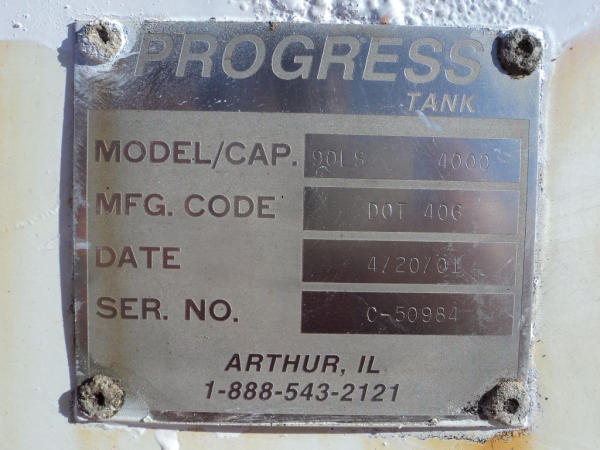 PROGRESS
TANK
MODEL/CAP. 90LS 4000
MFG. CODE DOT 406
DATE 4/20/01
SER. NO. C-50984
ARTHUR, IL
1-888-543-2121